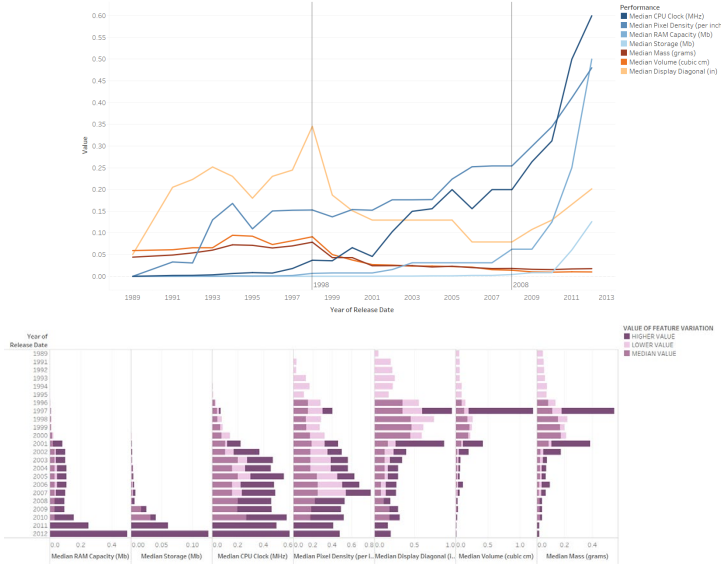 Performance
Median CPU Clock (MHz)
Median Pixel Density (per inch
Median RAM Capacity (Mb)
Median Storage (Mb)
Median Mass (grams)
Median Volume (cubic cm)
Median Display Diagonal (in)
0.60
0.55
0.50
0.45
0.40
0.35
0.30
0.25
0.20
0.15
0.10
0.05
0.00
Value
1998
2008
1989 1991 1993 1995 1997 1999 2001 2003 2005 2007 2009 2011 2013
Year of Release Date
VALUE OF FEATURE VARIATION
HIGHER VALUE
LOWER VALUE
MEDIAN VALUE
Year of
Release Date
1989
1991
1992
1993
1994
1995
1996
1997
1998
1999
2000
2001
2002
2003
2004
2005
2006
2007
2008
2009
2010
2011
2012
0.0 0.2 0.4 0.00 0.05 0.10 0.0 0.2 0.4 0.6 0.0 0.2 0.4 0.6 0.8 0.0 0.5 1.0 0.0 0.5 1.0 0.0 0.2 0.4
Median RAM Capacity (Mb) Median Storage (Mb) Median CPU Clock (MHz) Median Pixel Density (per i.. Median Display Diagonal (i.. Median Volume (cubic cm) Median Mass (grams)